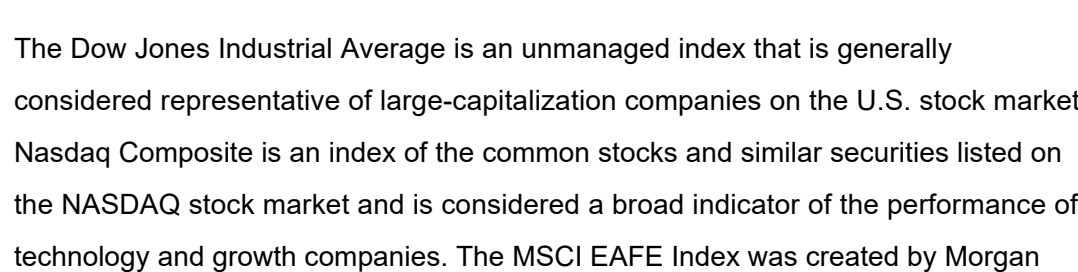 The Dow Jones Industrial Average is an unmanaged index that is generally
considered representative of large-capitalization companies on the U.S. stock market
Nasdaq Composite is an index of the common stocks and similar securities listed on
the NASDAQ stock market and is considered a broad indicator of the performance of
technology and growth companies. The MSCI EAFE Index was created by Morgan